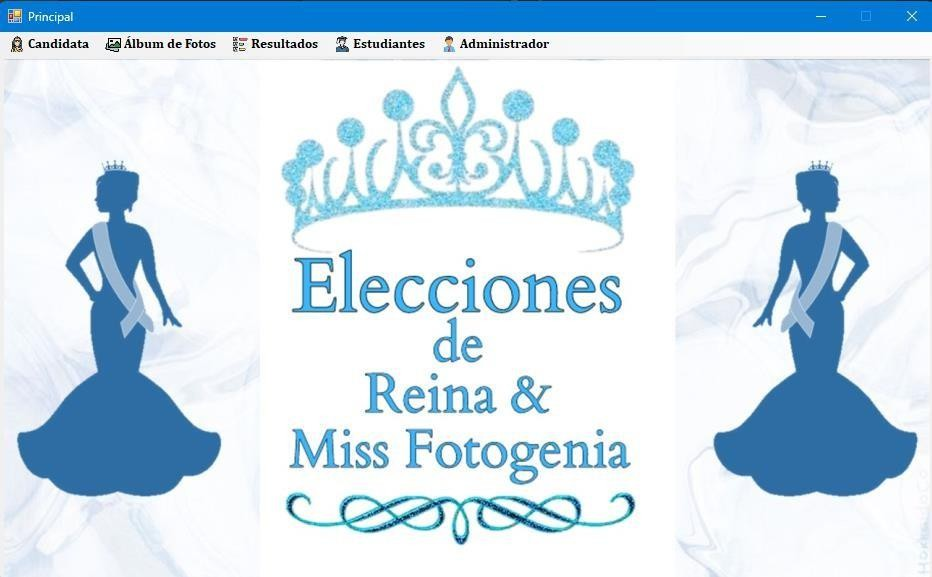 Principal
Candidata Álbum de Fotos Resultados Estudiantes Administrador
Elecciones
de
Reina &
Miss Fotogenia